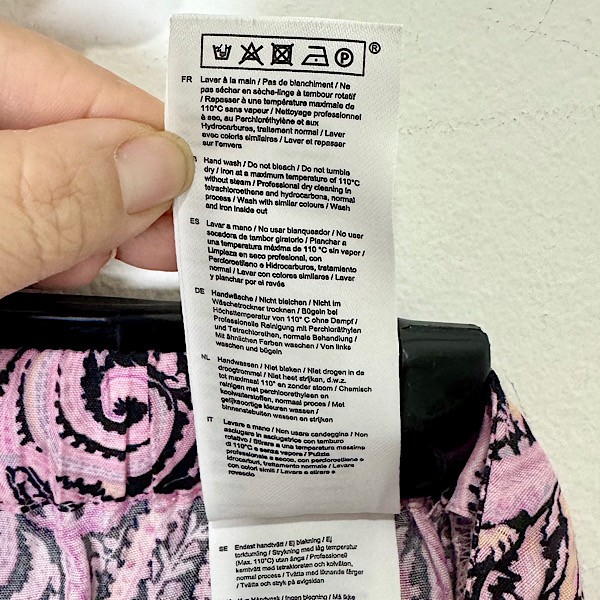 P ®
FR Lavar à la main / Pas de blanchiment / Ne
pas sécher en sèche-linge à tambour rotatif
/ Repasser à une température maximale de
110°C sans vapeur / Nettoyage professionnel
à sec, au Perchloréthylène et aux
Hydrocarbures, traitement normal / Laver
avec coloris similaires / Laver et repasser
sur l'envers
Hand wash / Do not bleach / Do not tumble
dry / Iron at a maximum temperature of 110°C
without steam / Professional dry cleaning in
tetrachloroethene and hydrocarbons, normal
process / Wash with similar colours / Wash
and iron inside out
ES Lavar a mano / No usar blanqueador / No usar
secadora de tambor giratorio / Planchar a
una temperatura máxima de 110°C sin vapor /
Limpieza en seco profesional, con
Percloroetileno e Hidrocarburos, tratamiento
normal / Lavar con colores similares / Lavar
y planchar por el revés
DE Handwäsche / Nicht bleichen / Nicht im
Wäschetrockner trocknen / Bügeln bei
Höchsttemperatur von 110° C ohne Dampf /
Professionelle Reinigung mit Perchloräthylen
und Tetrachlorethen, normale Behandlung /
Mit ähnlichen Farben waschen / Von links
waschen und bügeln
NL Handwassen / Niet bleken / Niet drogen in de
droogtrommel / Niet heet strijken, d.w.z.
tot maximaal 110° en zonder stoom / Chemisch
reinigen met perchlooretheen en
koolwaterstoffen, normaal proces / Met
gelijksoortige kleuren wassen /
binnenstebuiten wassen en strijken
IT Lavare a mano / Non usare candeggina / Non
asciugare in asciugatrice con tamburo
rotativo / Stirare a una temperatura massima
di 110°C e senza vapore / Pulizia
professionale a secco, con percloroetilene o
idrocarburi, trattamento normale / Lavare
con colori simili / Lavare e stirare a
rovescio
SE Endast handtvätt / Ej blekning / Ej
torktumling / Strykning med låg temperatur
(Max. 110°C) utan ånga / Professionell
kemtvätt med tetrakloreten och kolväten,
normal process / Tvätta med liknande färger
/ Tvätta och stryk på avigsidan
Håndvask / Ingen blegning / Må ikke